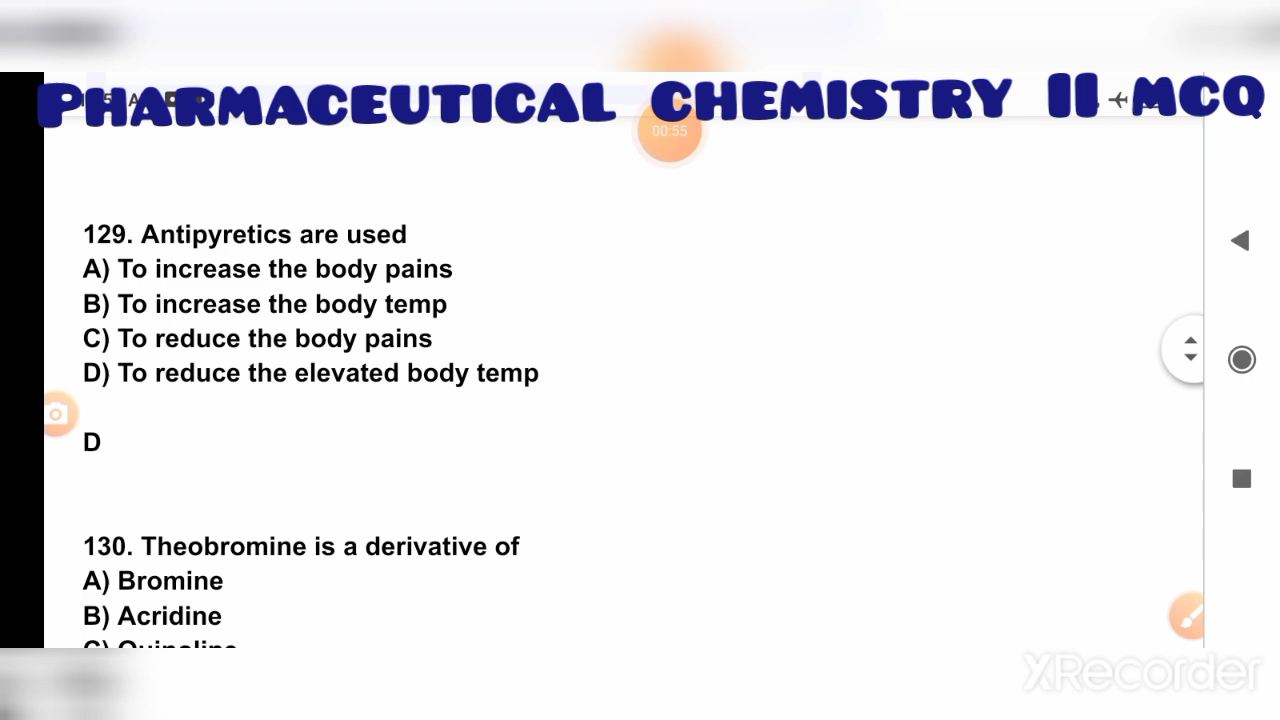 PHARMACEUTICAL CHEMISTRY II MCQ
00:55
129. Antipyretics are used
A) To increase the body pains
B) To increase the body temp
C) To reduce the body pains
D) To reduce the elevated body temp
D
130. Theobromine is a derivative of
A) Bromine
B) Acridine
XRecorder